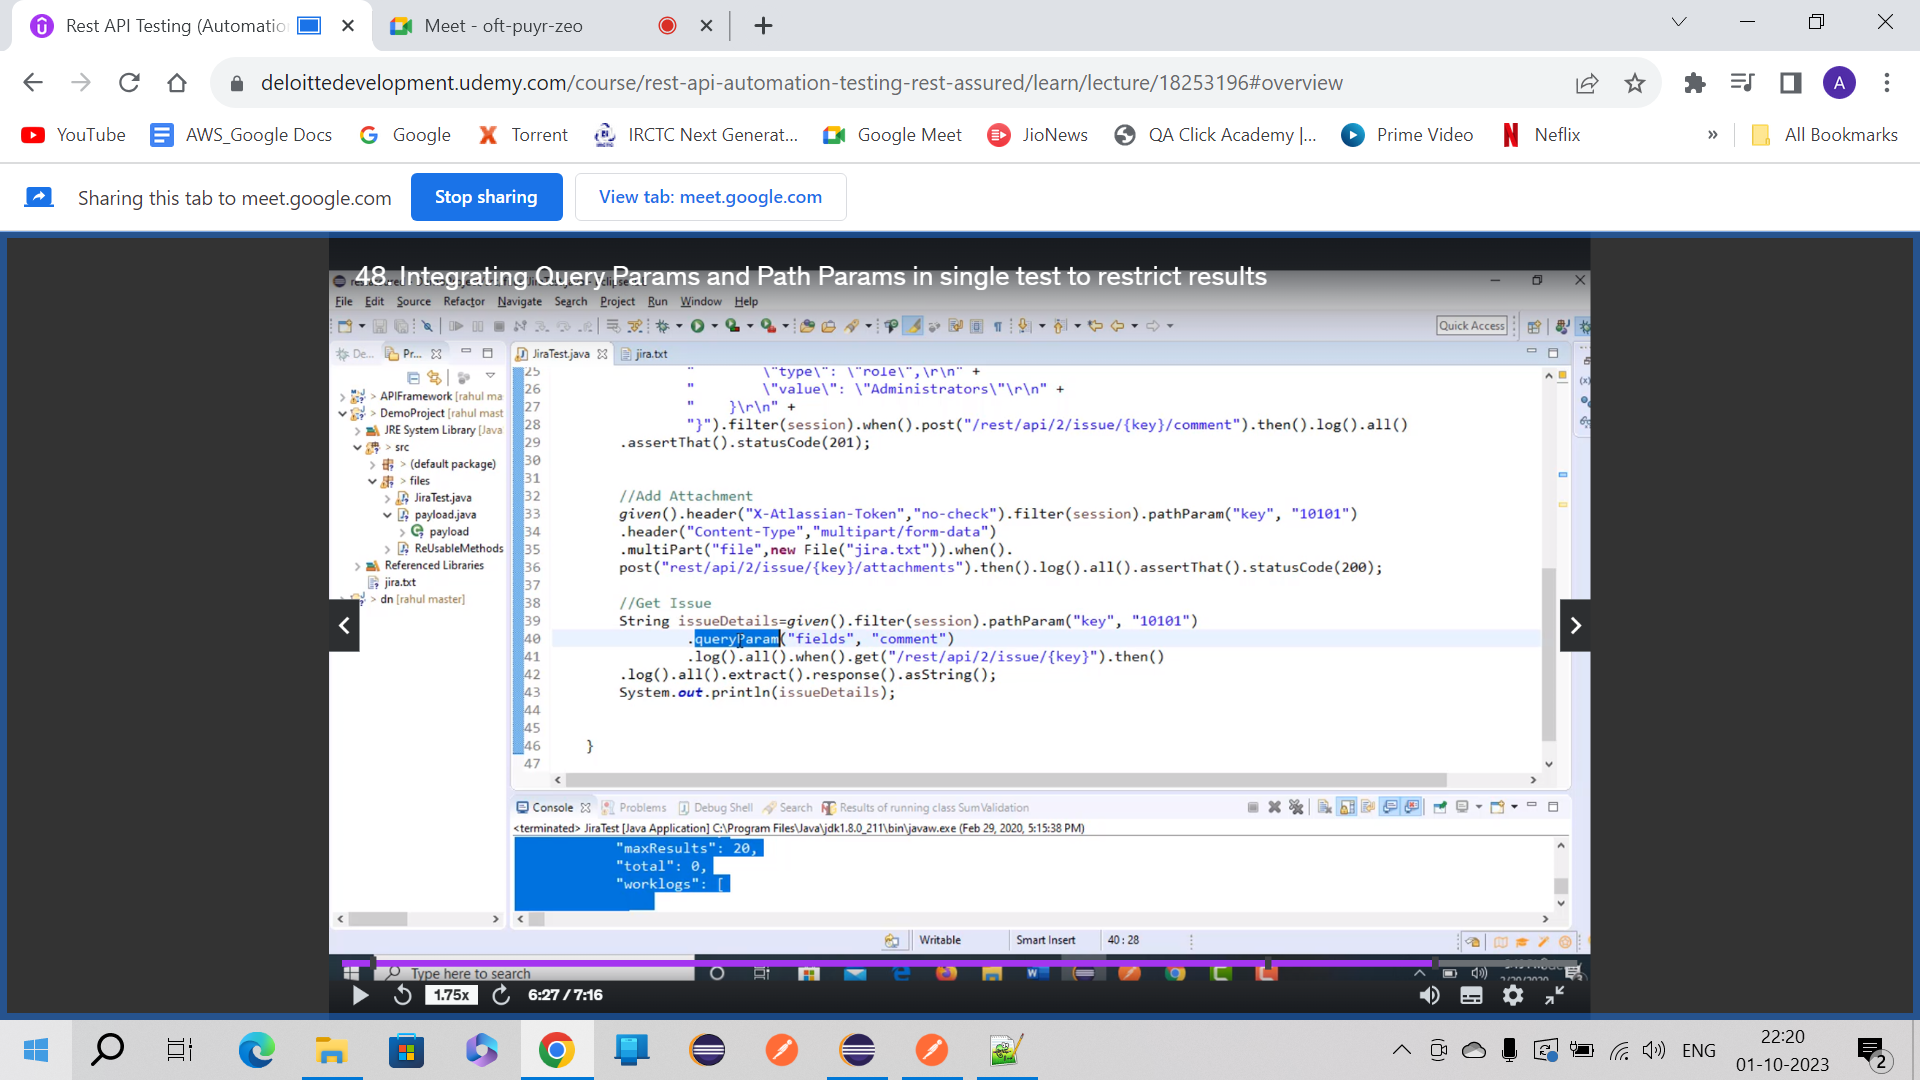 Rest API Testing (Automatio
Meet - oft-puyr-zeo
deloittedevelopment.udemy.com/course/rest-api-automation-testing-rest-assured/learn/lecture/18253196#overview
A
YouTube
AWS_Google Docs
Google
Torrent
IRCTC Next Generat...
Google Meet
JioNews
QA Click Academy |...
Prime Video
Neflix
»
All Bookmarks
Sharing this tab to meet.google.com
Stop sharing
View tab: meet.google.com
48. Integrating Query Params and Path Params in single test to restrict results
File Edit Source Refactor Navigate Search Project Run Window Help
Quick Access
De...
Pr...
JiraTest.java
jira.txt
> APIFramework [rahul ma
> DemoProject [rahul mast
JRE System Library [Java
> src
> (default package)
> files
JiraTest.java
payload.java
payload
ReUsableMethods
Referenced Libraries
jira.txt
> dn [rahul master]
25 " \"type\": \"role\",\r\n" +
26 " \"value\": \"Administrators\"\r\n" +
27 " }\r\n" +
28 "}").filter(session).when().post("/rest/api/2/issue/{key}/comment").then().log().all()
29 .assertThat().statusCode(201);
30
31
32 //Add Attachment
33 given().header("X-Atlassian-Token","no-check").filter(session).pathParam("key", "10101")
34 .header("Content-Type","multipart/form-data")
35 .multiPart("file",new File("jira.txt")).when().
36 post("rest/api/2/issue/{key}/attachments").then().log().all().assertThat().statusCode(200);
37
38 //Get Issue
39 String issueDetails=given().filter(session).pathParam("key", "10101")
40 .queryParam("fields", "comment")
41 .log().all().when().get("/rest/api/2/issue/{key}").then()
42 .log().all().extract().response().asString();
43 System.out.println(issueDetails);
44
45
46 }
47
Console
Problems
Debug Shell
Search
Results of running class SumValidation
<terminated> JiraTest [Java Application] C:\Program Files\Java\jdk1.8.0_211\bin\javaw.exe (Feb 29, 2020, 5:15:38 PM)
"maxResults": 20,
"total": 0,
"worklogs": [
Writable
Smart Insert
40 : 28
Type here to search
1.75x
6:27 / 7:16
ENG
22:20
01-10-2023
2